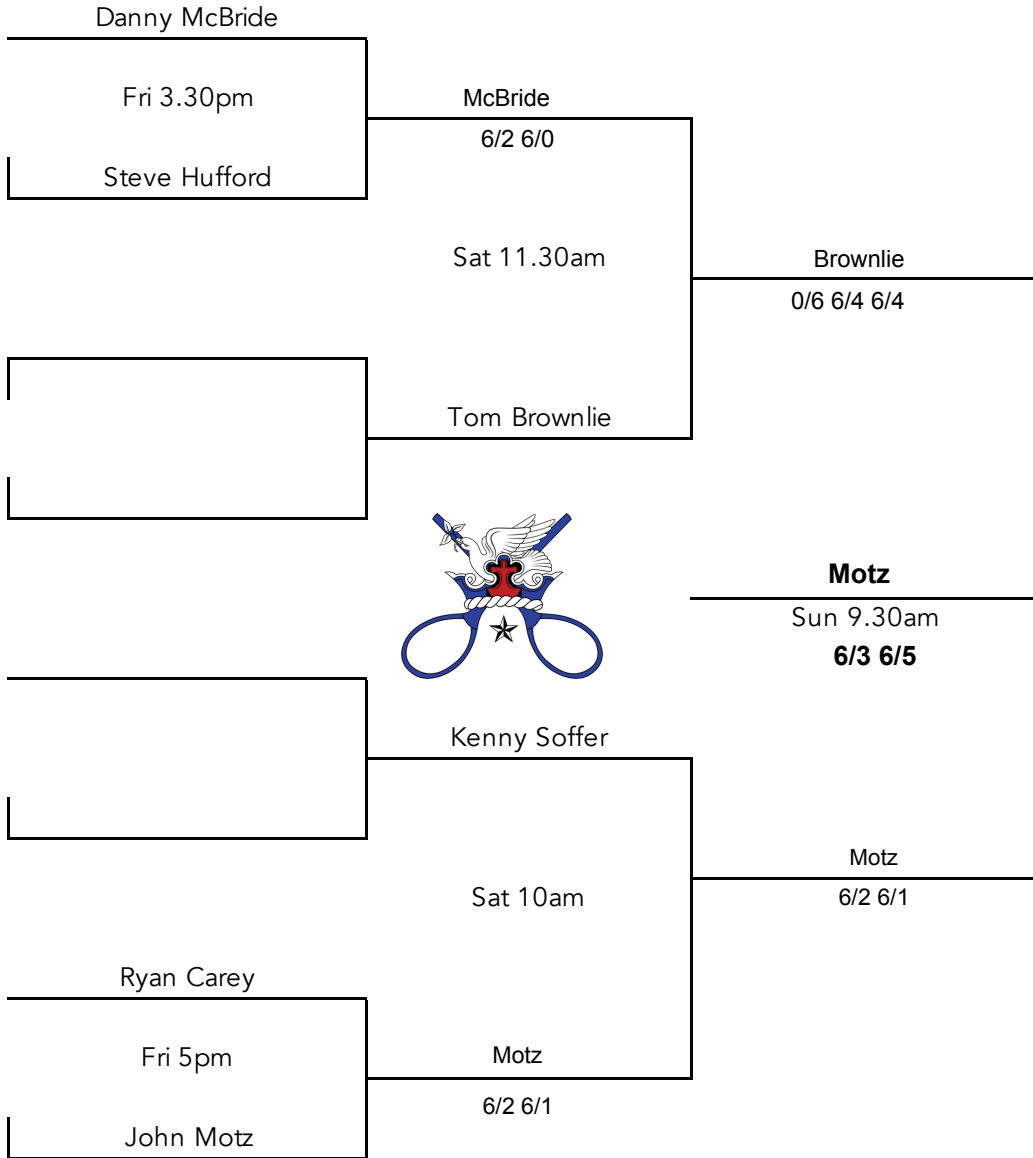 Danny McBride
Fri 3.30pm
McBride
6/2 6/0
Steve Hufford
Sat 11.30am
Brownlie
0/6 6/4 6/4
Tom Brownlie
Motz
Sun 9.30am
6/3 6/5
Kenny Soffer
Motz
Sat 10am
6/2 6/1
Ryan Carey
Fri 5pm
Motz
6/2 6/1
John Motz